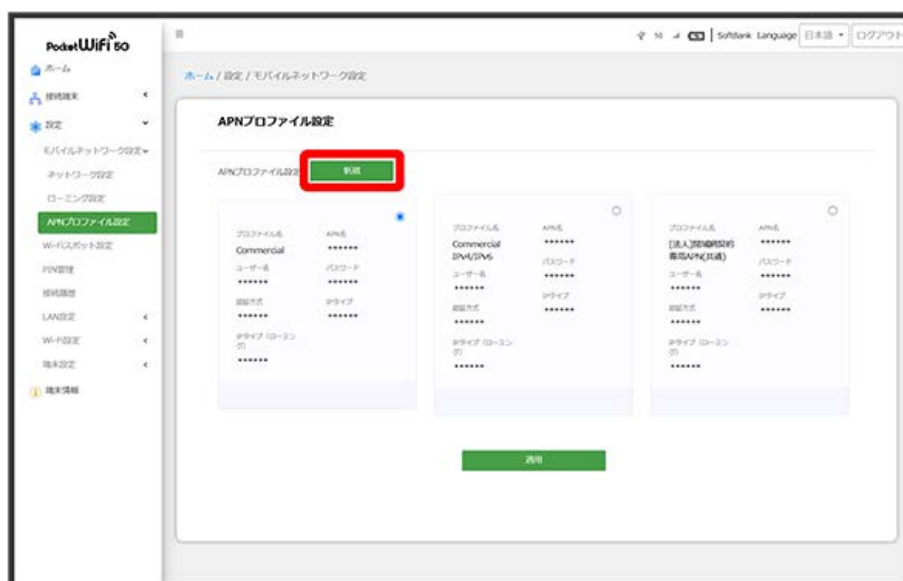 PocketWiFi 5G
Softbank Language 日本語 ログアウト
ホーム
接続端末
設定
モバイルネットワーク設定
ネットワーク設定
ローミング設定
APNプロファイル設定
Wi-Fiスポット設定
PIN管理
接続履歴
LAN設定
Wi-Fi設定
端末設定
端末情報
ホーム / 設定 / モバイルネットワーク設定
APNプロファイル設定
APNプロファイル設定 新規
プロファイル名 APN名
Commercial ******
ユーザー名 パスワード
****** ******
認証方式 IPタイプ
****** ******
IPタイプ(ローミング)
******
プロファイル名 APN名
Commercial IPv4/IPv6 ******
ユーザー名 パスワード
****** ******
認証方式 IPタイプ
****** ******
IPタイプ(ローミング)
******
プロファイル名 APN名
専用APN(共通) ******
ユーザー名 パスワード
****** ******
認証方式 IPタイプ
****** ******
IPタイプ(ローミング)
******
適用